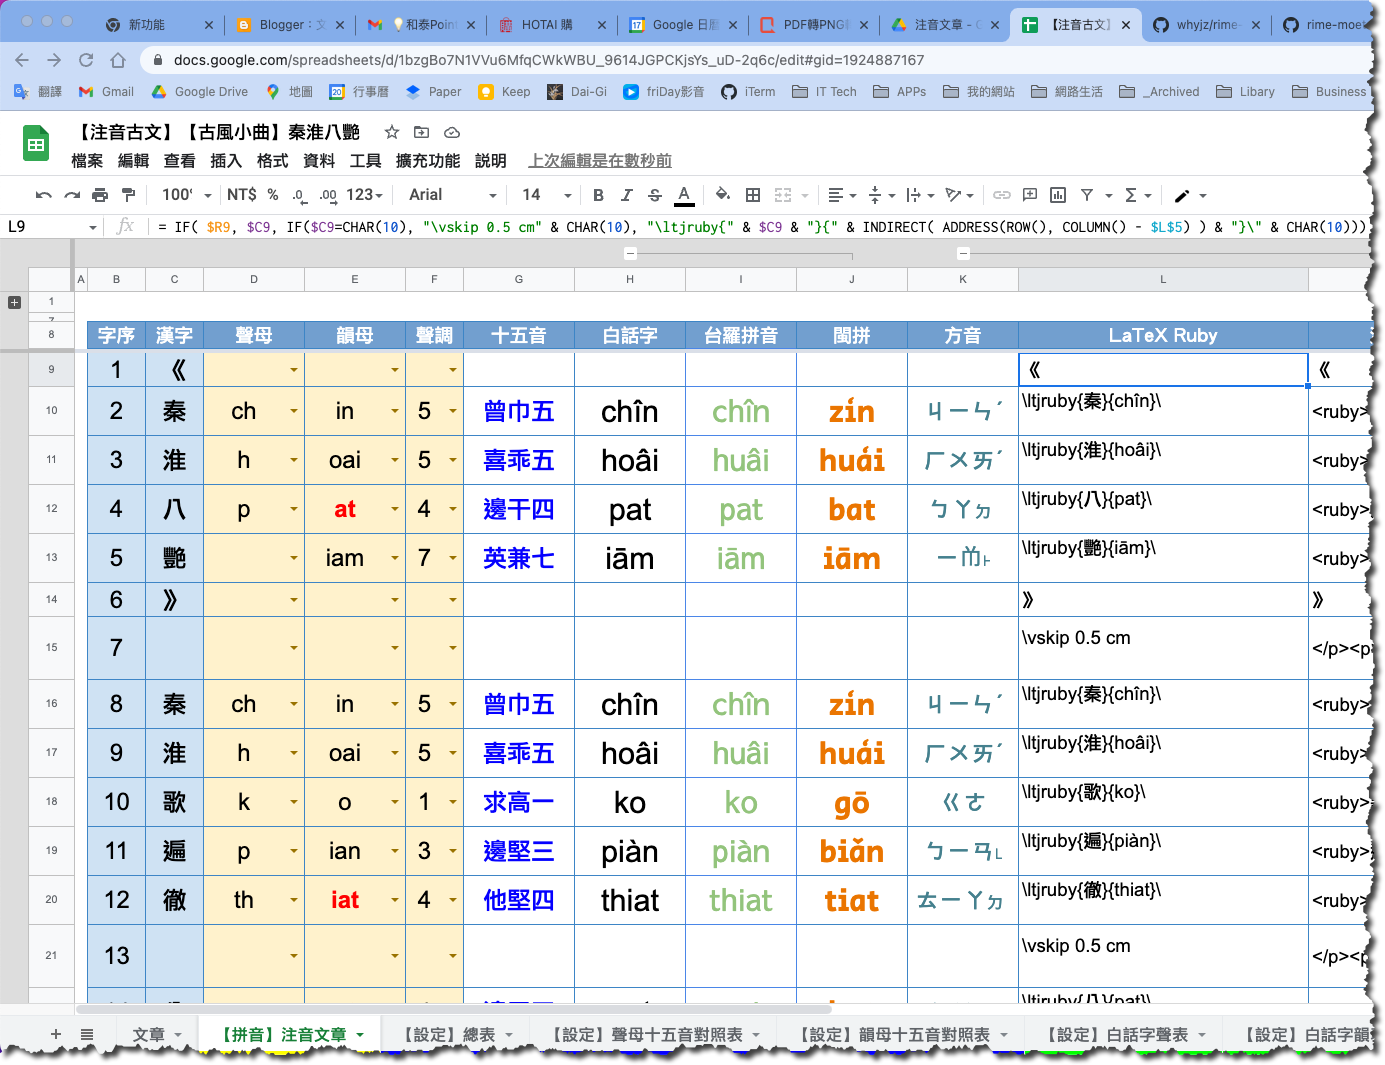 新功能
Blogger：文
💡和泰Poin
HOTAI 購
Google 日曆
PDF轉PNG
注音文章 -
【注音古文】
whyjz/rime-
rime-moet
docs.google.com/spreadsheets/d/1bzgBo7N1VVu6MfqCWkWBU_9614JGPCKjsYs_uD-2q6c/edit#gid=1924887167
翻譯 Gmail Google Drive 地圖 行事曆 Paper Keep Dai-Gi friDay影音 iTerm IT Tech APPs 我的網站 網路生活 _Archived Libary Business
【注音古文】【古風小曲】秦淮八艷
檔案 編輯 查看 插入 格式 資料 工具 擴充功能 說明 上次編輯是在數秒前
100% NT$ % .0 .00 123 Arial 14 B I S A
L9 fx = IF( $R9, $C9, IF($C9=CHAR(10), "\vskip 0.5 cm" & CHAR(10), "\ltjruby{" & $C9 & "}{" & INDIRECT( ADDRESS(ROW(), COLUMN() - $L$5) ) & "}\" & CHAR(10)))
A B C D E F G H I J K L
1
7
8 字序 漢字 聲母 韻母 聲調 十五音 白話字 台羅拼音 閩拼 方音 LaTeX Ruby
9 1 《 《 《
10 2 秦 ch in 5 曾巾五 chîn chîn zín ㄐㄧㄣˊ \ltjruby{秦}{chîn}\ <ruby>
11 3 淮 h oai 5 喜乖五 hoâi huâi huái ㄏㄨㄞˊ \ltjruby{淮}{hoâi}\ <ruby>
12 4 八 p at 4 邊干四 pat pat bat ㄅㄚㄉ \ltjruby{八}{pat}\ <ruby>
13 5 艷 iam 7 英兼七 iām iām iām ㄧㆰ˫ \ltjruby{艷}{iām}\ <ruby>
14 6 》 》 》
15 7 \vskip 0.5 cm </p><p
16 8 秦 ch in 5 曾巾五 chîn chîn zín ㄐㄧㄣˊ \ltjruby{秦}{chîn}\ <ruby>
17 9 淮 h oai 5 喜乖五 hoâi huâi huái ㄏㄨㄞˊ \ltjruby{淮}{hoâi}\ <ruby>
18 10 歌 k o 1 求高一 ko ko gō ㄍㄜ \ltjruby{歌}{ko}\ <ruby>
19 11 遍 p ian 3 邊堅三 piàn piàn biǎn ㄅㄧㄢ˪ \ltjruby{遍}{piàn}\ <ruby>
20 12 徹 th iat 4 他堅四 thiat thiat tiat ㄊㄧㄚㄉ \ltjruby{徹}{thiat}\ <ruby>
21 13 \vskip 0.5 cm </p><p
文章 【拼音】注音文章 【設定】總表 【設定】聲母十五音對照表 【設定】韻母十五音對照表 【設定】白話字聲表 【設定】白話字韻